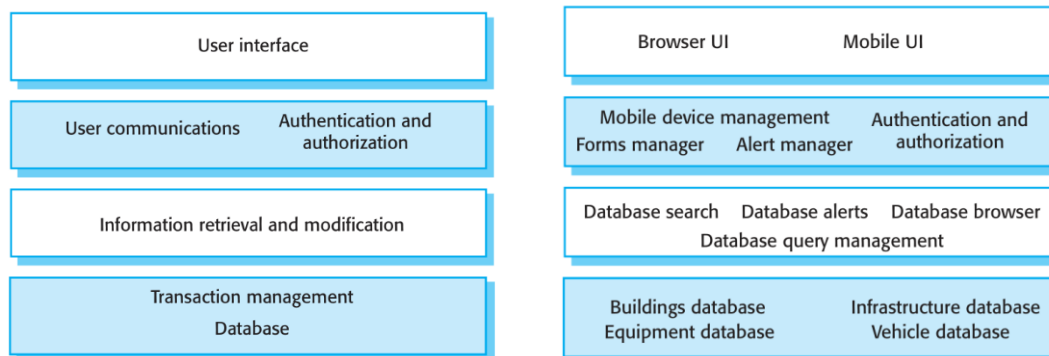 User interface
User communications
Authentication and
authorization
Information retrieval and modification
Transaction management
Database
Browser UI Mobile UI
Mobile device management
Forms manager Alert manager
Authentication and
authorization
Database search Database alerts Database browser
Database query management
Buildings database Infrastructure database
Equipment database Vehicle database